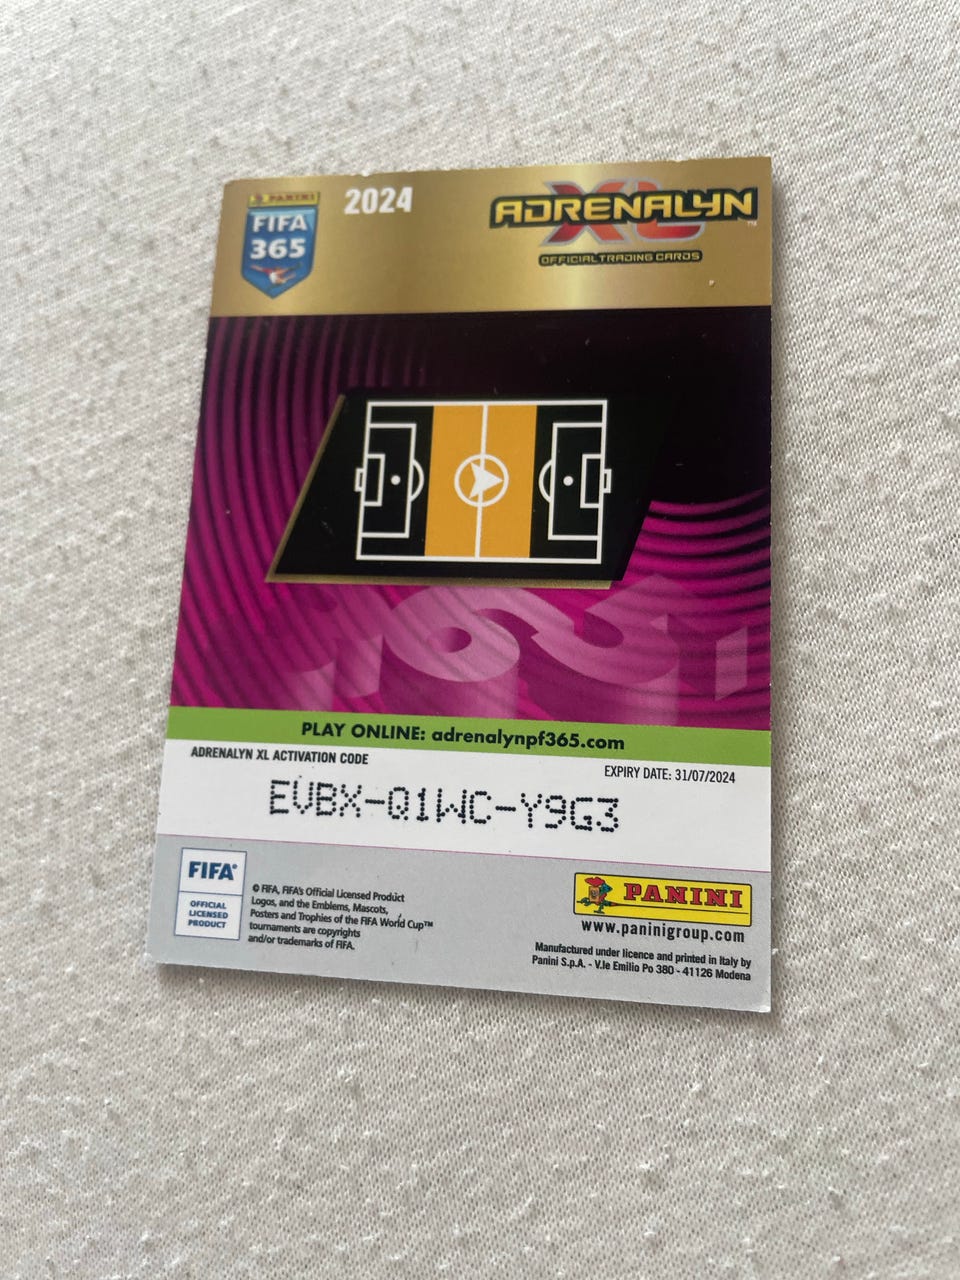 PANINI
FIFA
365
2024
ADRENALYN
XL™
OFFICIAL TRADING CARDS
PLAY ONLINE: adrenalynpf365.com
ADRENALYN XL ACTIVATION CODE
EXPIRY DATE: 31/07/2024
EVBX-Q1WC-Y9G3
FIFA®
OFFICIAL
LICENSED
PRODUCT
© FIFA, FIFA's Official Licensed Product
Logos, and the Emblems, Mascots,
Posters and Trophies of the FIFA World Cup™
tournaments are copyrights
and/or trademarks of FIFA.
PANINI
www.paninigroup.com
Manufactured under licence and printed in Italy by
Panini S.p.A. - V.le Emilio Po 380 - 41126 Modena